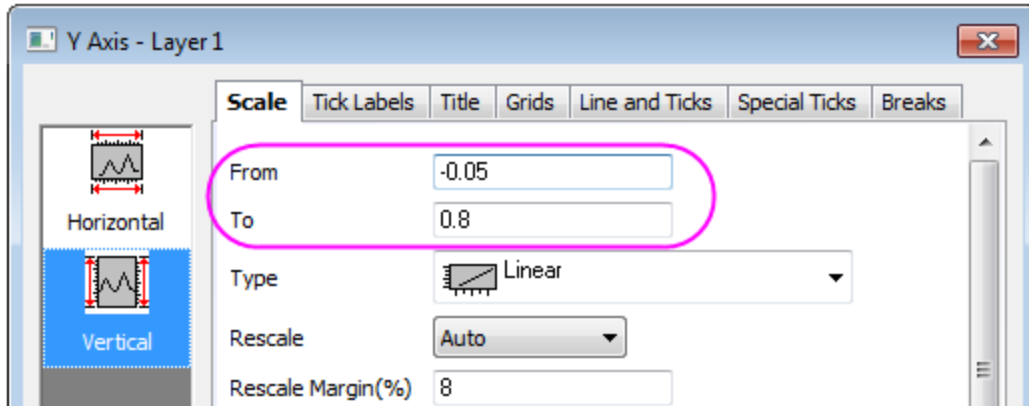 Y Axis - Layer 1
Scale Tick Labels Title Grids Line and Ticks Special Ticks Breaks
Horizontal
Vertical
From -0.05
To 0.8
Type Linear
Rescale Auto
Rescale Margin(%) 8